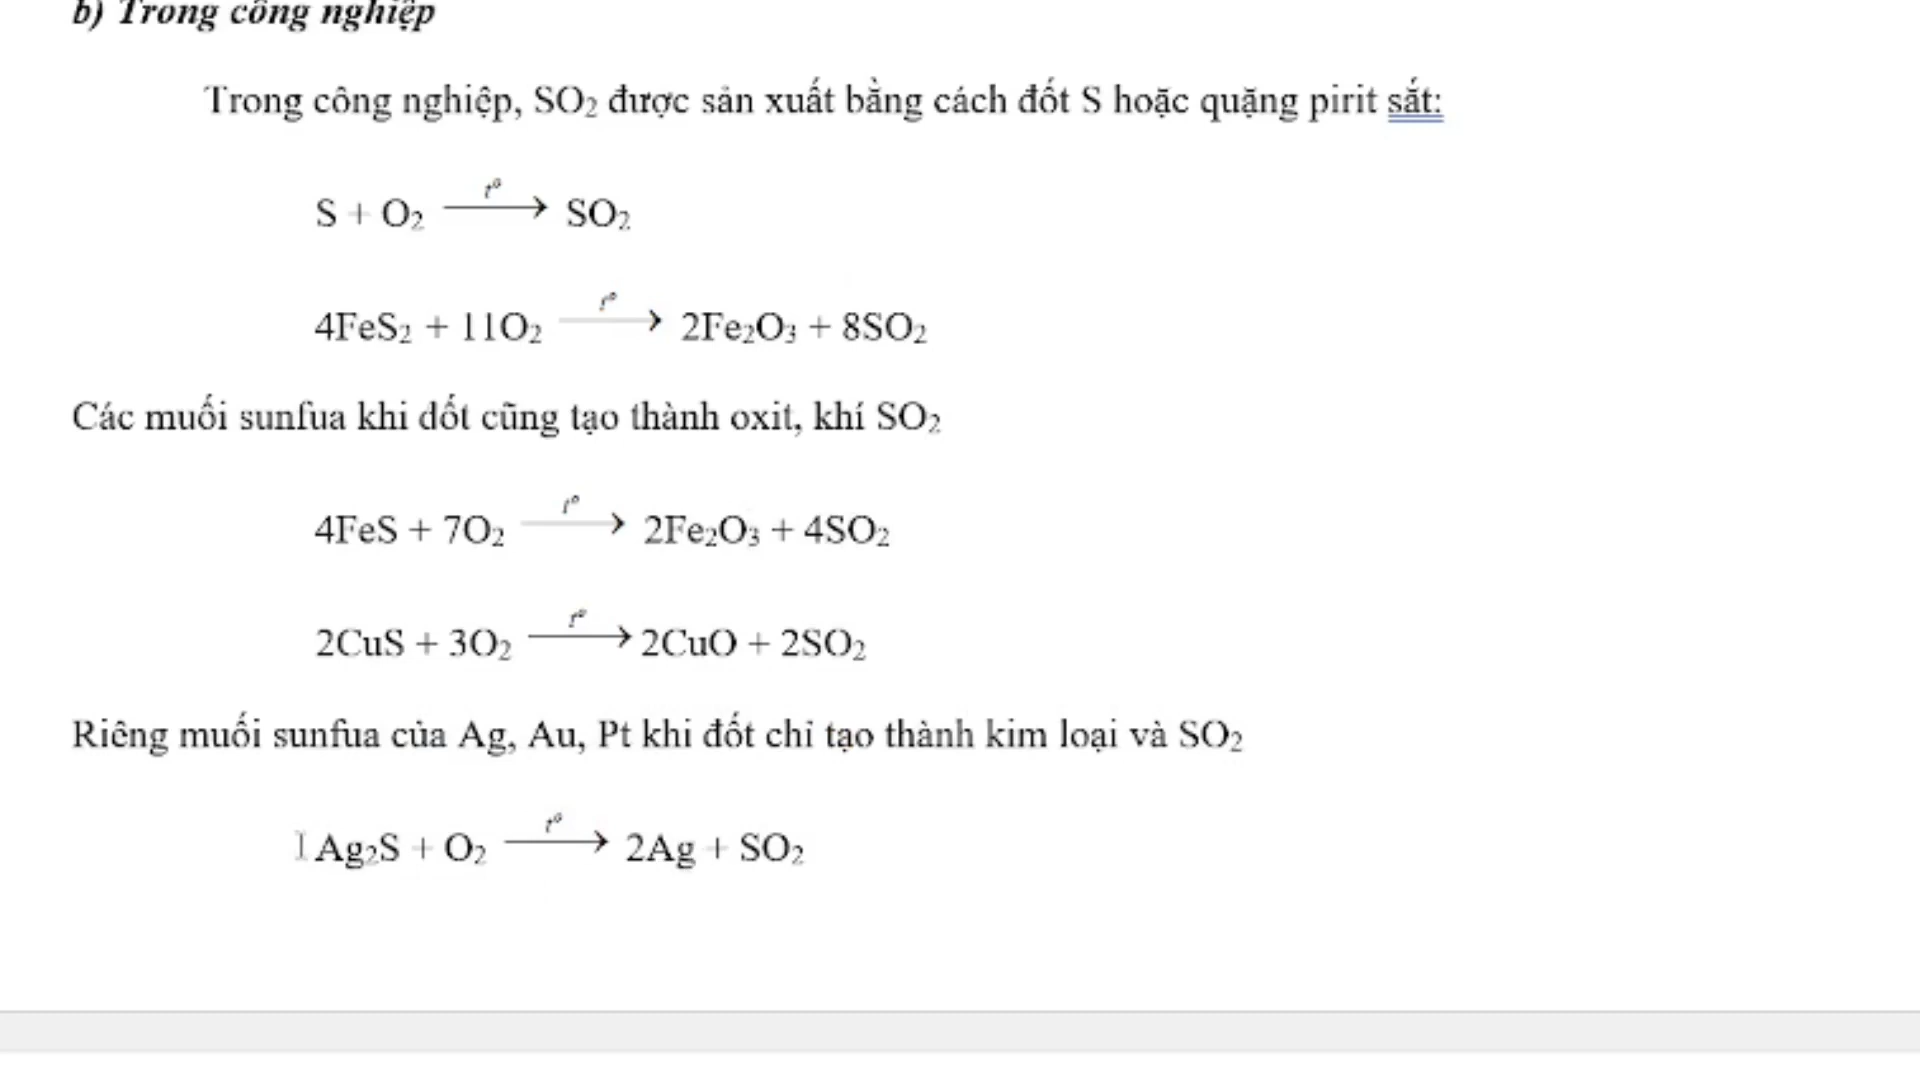 b) Trong công nghiệp
Trong công nghiệp, SO₂ được sản xuất bằng cách đốt S hoặc quặng pirit sắt:
S + O₂ —t°→ SO₂
4FeS₂ + 11O₂ —t°→ 2Fe₂O₃ + 8SO₂
Các muối sunfua khi đốt cũng tạo thành oxit, khí SO₂
4FeS + 7O₂ —t°→ 2Fe₂O₃ + 4SO₂
2CuS + 3O₂ —t°→ 2CuO + 2SO₂
Riêng muối sunfua của Ag, Au, Pt khi đốt chỉ tạo thành kim loại và SO₂
Ag₂S + O₂ —t°→ 2Ag + SO₂